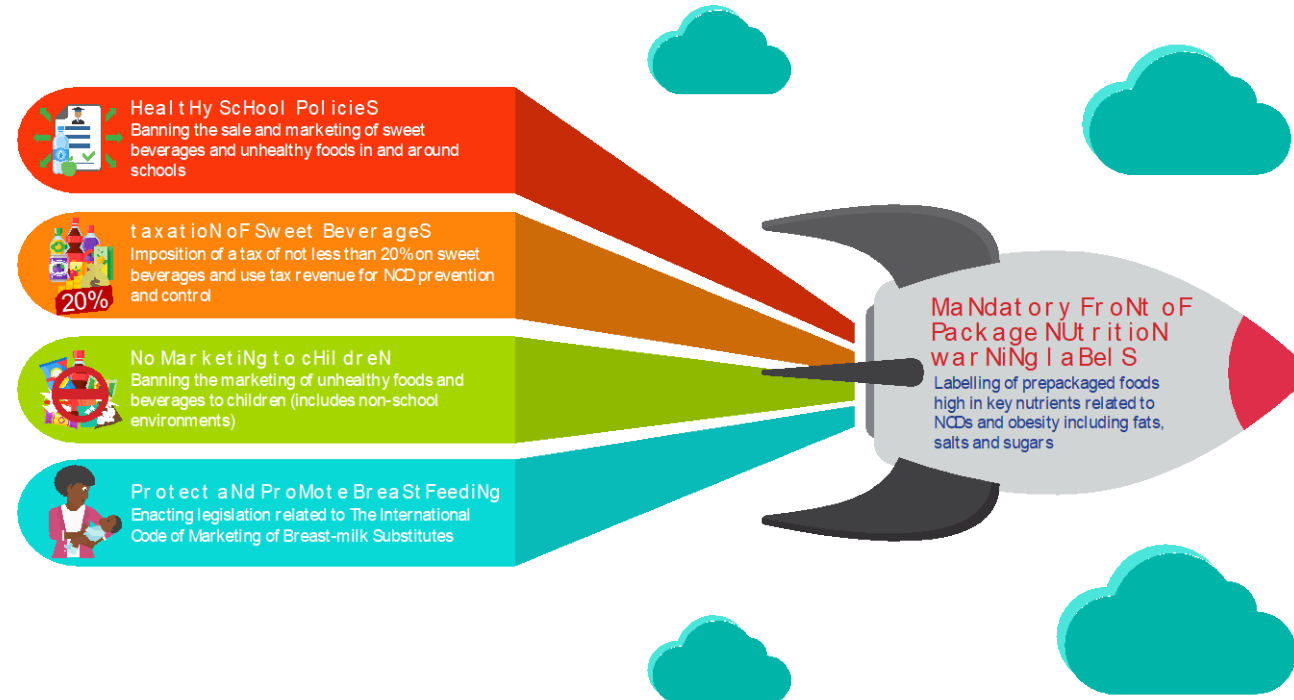 HealtHy ScHool PolicieS
Banning the sale and marketing of sweet
beverages and unhealthy foods in and around
schools
taxatioN oF Sweet BeverageS
Imposition of a tax of not less than 20% on sweet
beverages and use tax revenue for NCD prevention
and control
20%
No MarketiNg to cHildreN
Banning the marketing of unhealthy foods and
beverages to children (includes non-school
environments)
Protect aNd ProMote BreaStFeediNg
Enacting legislation related to The International
Code of Marketing of Breast-milk Substitutes
MaNdatory FroNt oF
Package NUtritioN
warNiNg laBelS
Labelling of prepackaged foods
high in key nutrients related to
NCDs and obesity including fats,
salts and sugars